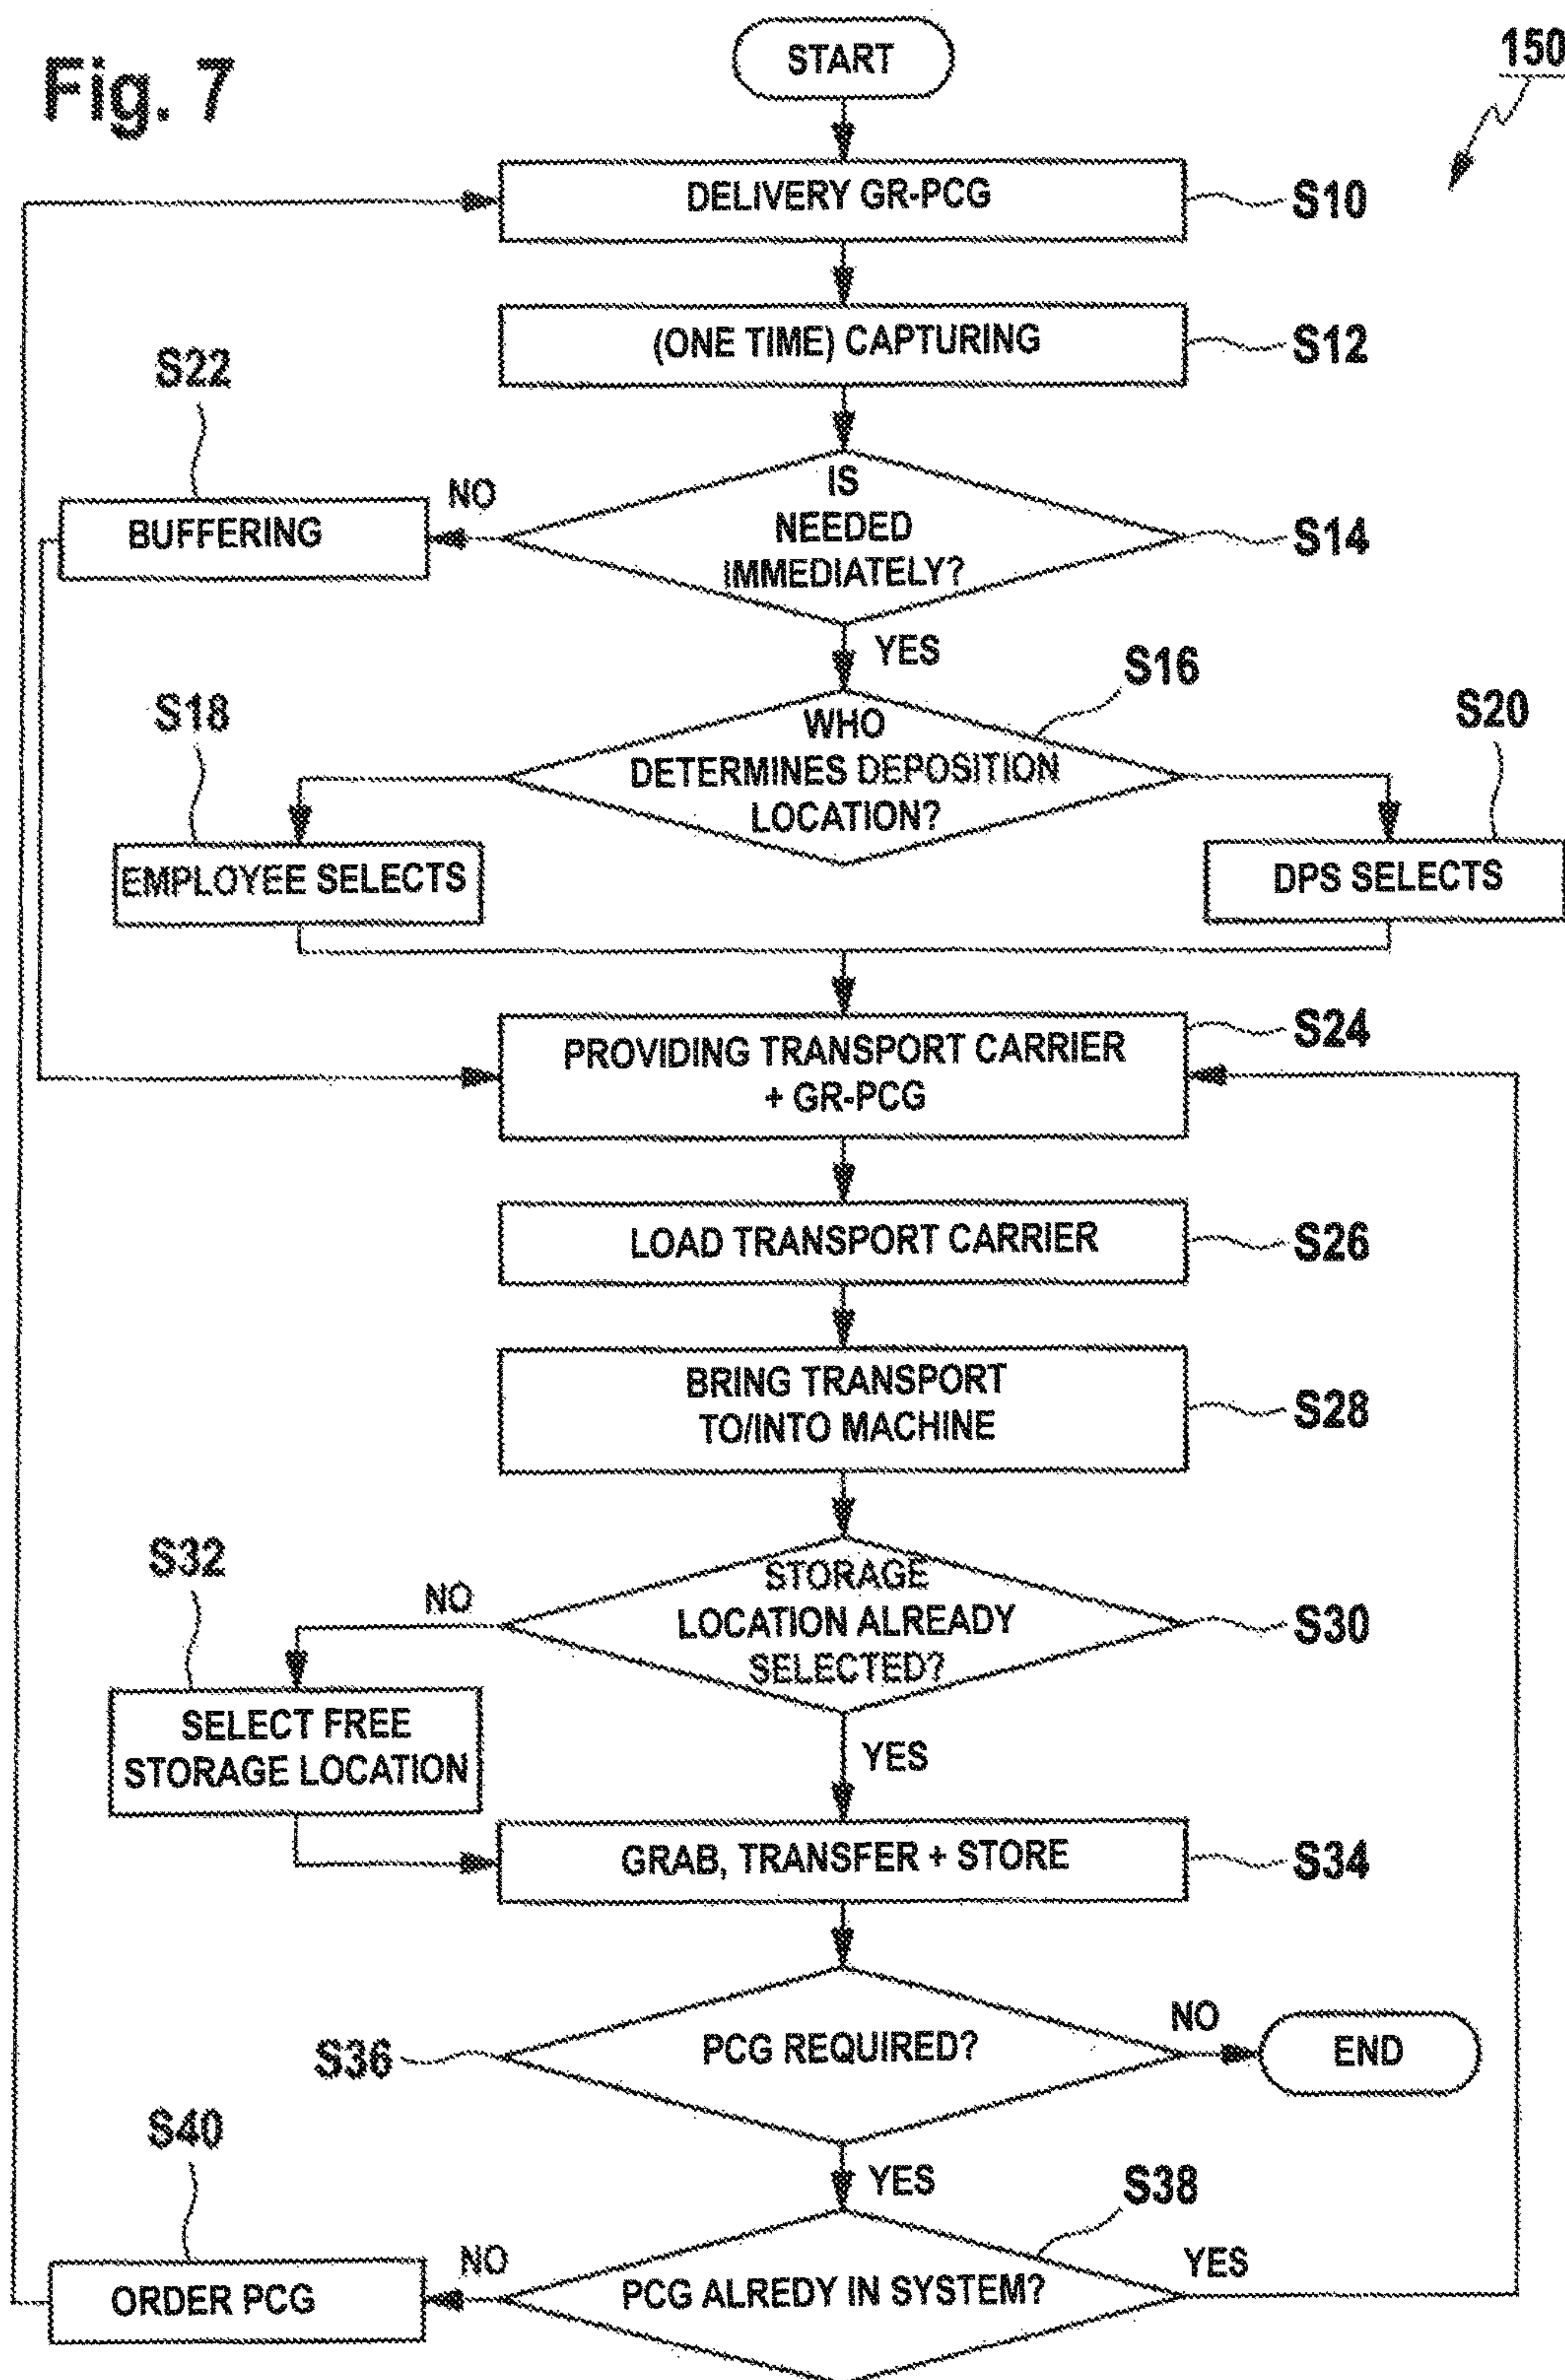 Fig. 7
START
150
DELIVERY GR-PCG
S10
(ONE TIME) CAPTURING
S12
S22
BUFFERING
NO
IS
NEEDED
IMMEDIATELY?
S14
YES
S16
S18
WHO
DETERMINES DEPOSITION
LOCATION?
S20
EMPLOYEE SELECTS
DPS SELECTS
PROVIDING TRANSPORT CARRIER
+ GR-PCG
S24
LOAD TRANSPORT CARRIER
S26
BRING TRANSPORT
TO/INTO MACHINE
S28
S32
NO
STORAGE
LOCATION ALREADY
SELECTED?
S30
SELECT FREE
STORAGE LOCATION
YES
GRAB, TRANSFER + STORE
S34
S36
PCG REQUIRED?
NO
END
S40
YES
S38
ORDER PCG
NO
PCG ALREDY IN SYSTEM?
YES